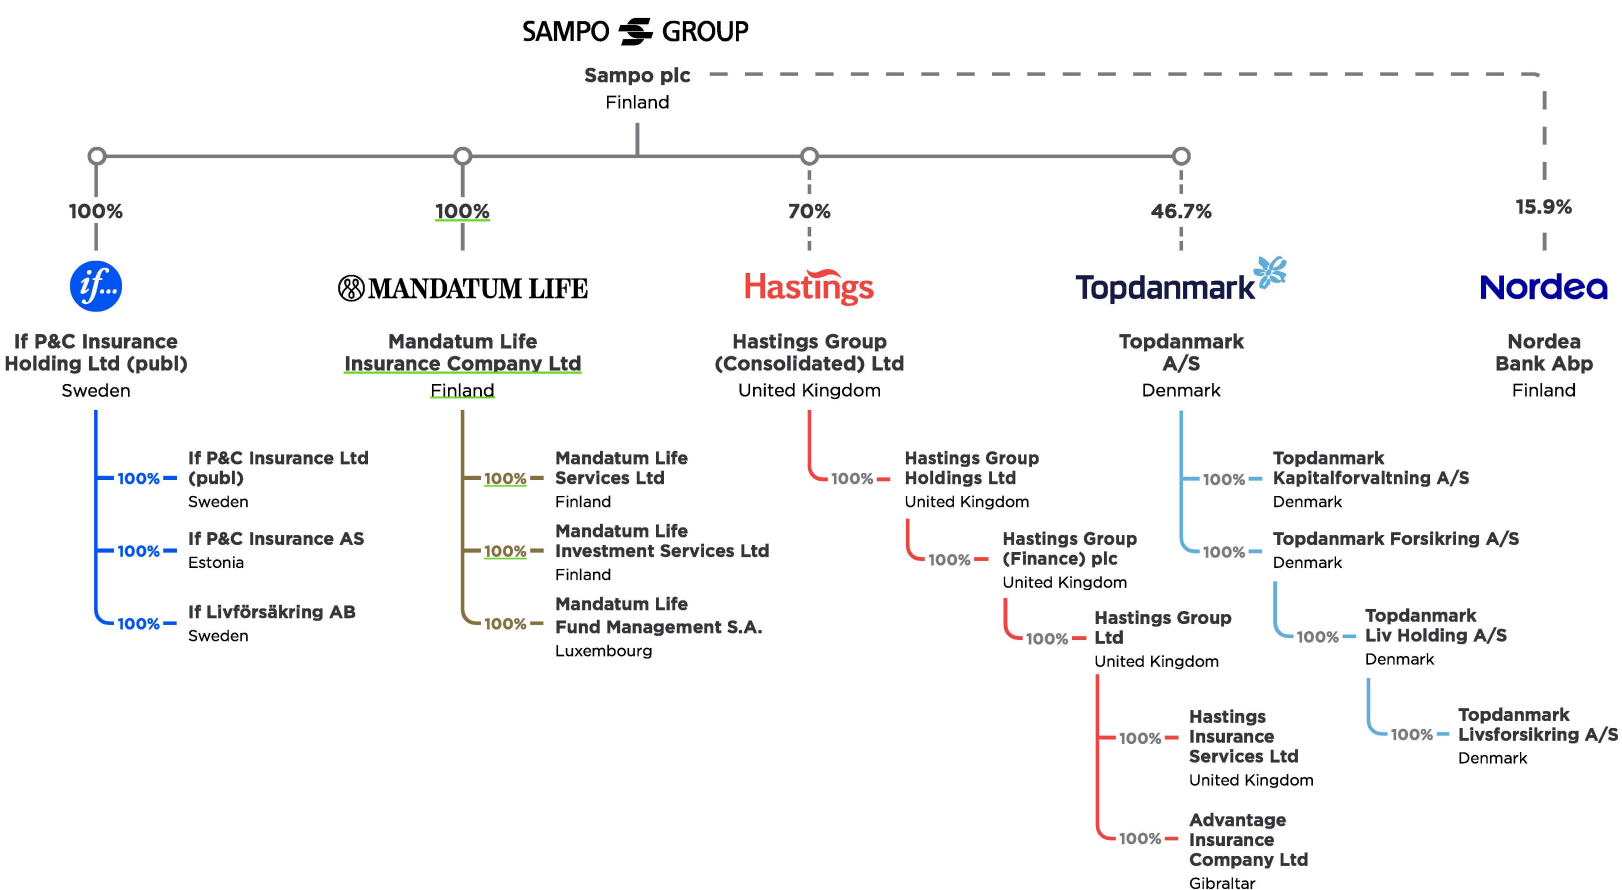 SAMPO GROUP
Sampo plc
Finland
100%
100%
70%
46.7%
15.9%
if...
MANDATUM LIFE
Hastings
Topdanmark
Nordea
If P&C Insurance
Holding Ltd (publ)
Sweden
Mandatum Life
Insurance Company Ltd
Finland
Hastings Group
(Consolidated) Ltd
United Kingdom
Topdanmark
A/S
Denmark
Nordea
Bank Abp
Finland
100%
If P&C Insurance Ltd
(publ)
Sweden
100%
If P&C Insurance AS
Estonia
100%
If Livförsäkring AB
Sweden
100%
Mandatum Life
Services Ltd
Finland
100%
Mandatum Life
Investment Services Ltd
Finland
100%
Mandatum Life
Fund Management S.A.
Luxembourg
100%
Hastings Group
Holdings Ltd
United Kingdom
100%
Hastings Group
(Finance) plc
United Kingdom
100%
Hastings Group
Ltd
United Kingdom
100%
Hastings
Insurance
Services Ltd
United Kingdom
100%
Advantage
Insurance
Company Ltd
Gibraltar
100%
Topdanmark
Kapitalforvaltning A/S
Denmark
100%
Topdanmark Forsikring A/S
Denmark
100%
Topdanmark
Liv Holding A/S
Denmark
100%
Topdanmark
Livsforsikring A/S
Denmark